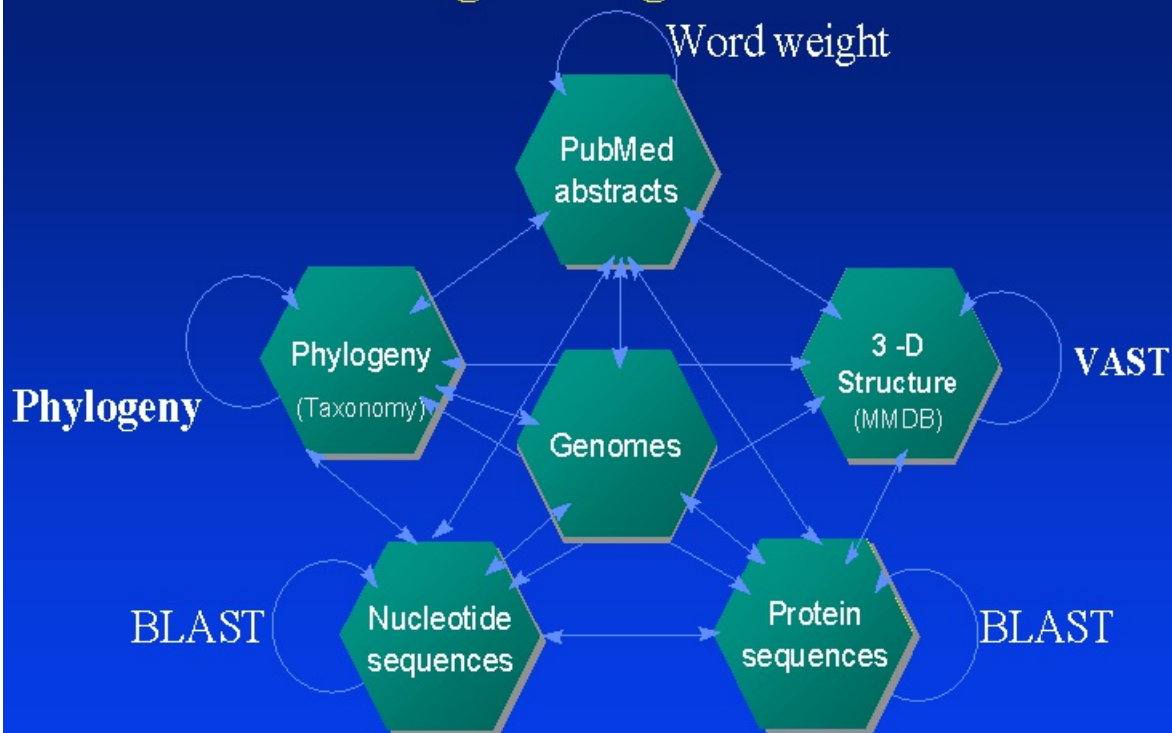 Word weight
PubMed
abstracts
Phylogeny
(Taxonomy)
Phylogeny
3 -D
Structure
(MMDB)
VAST
Genomes
BLAST
Nucleotide
sequences
Protein
sequences
BLAST